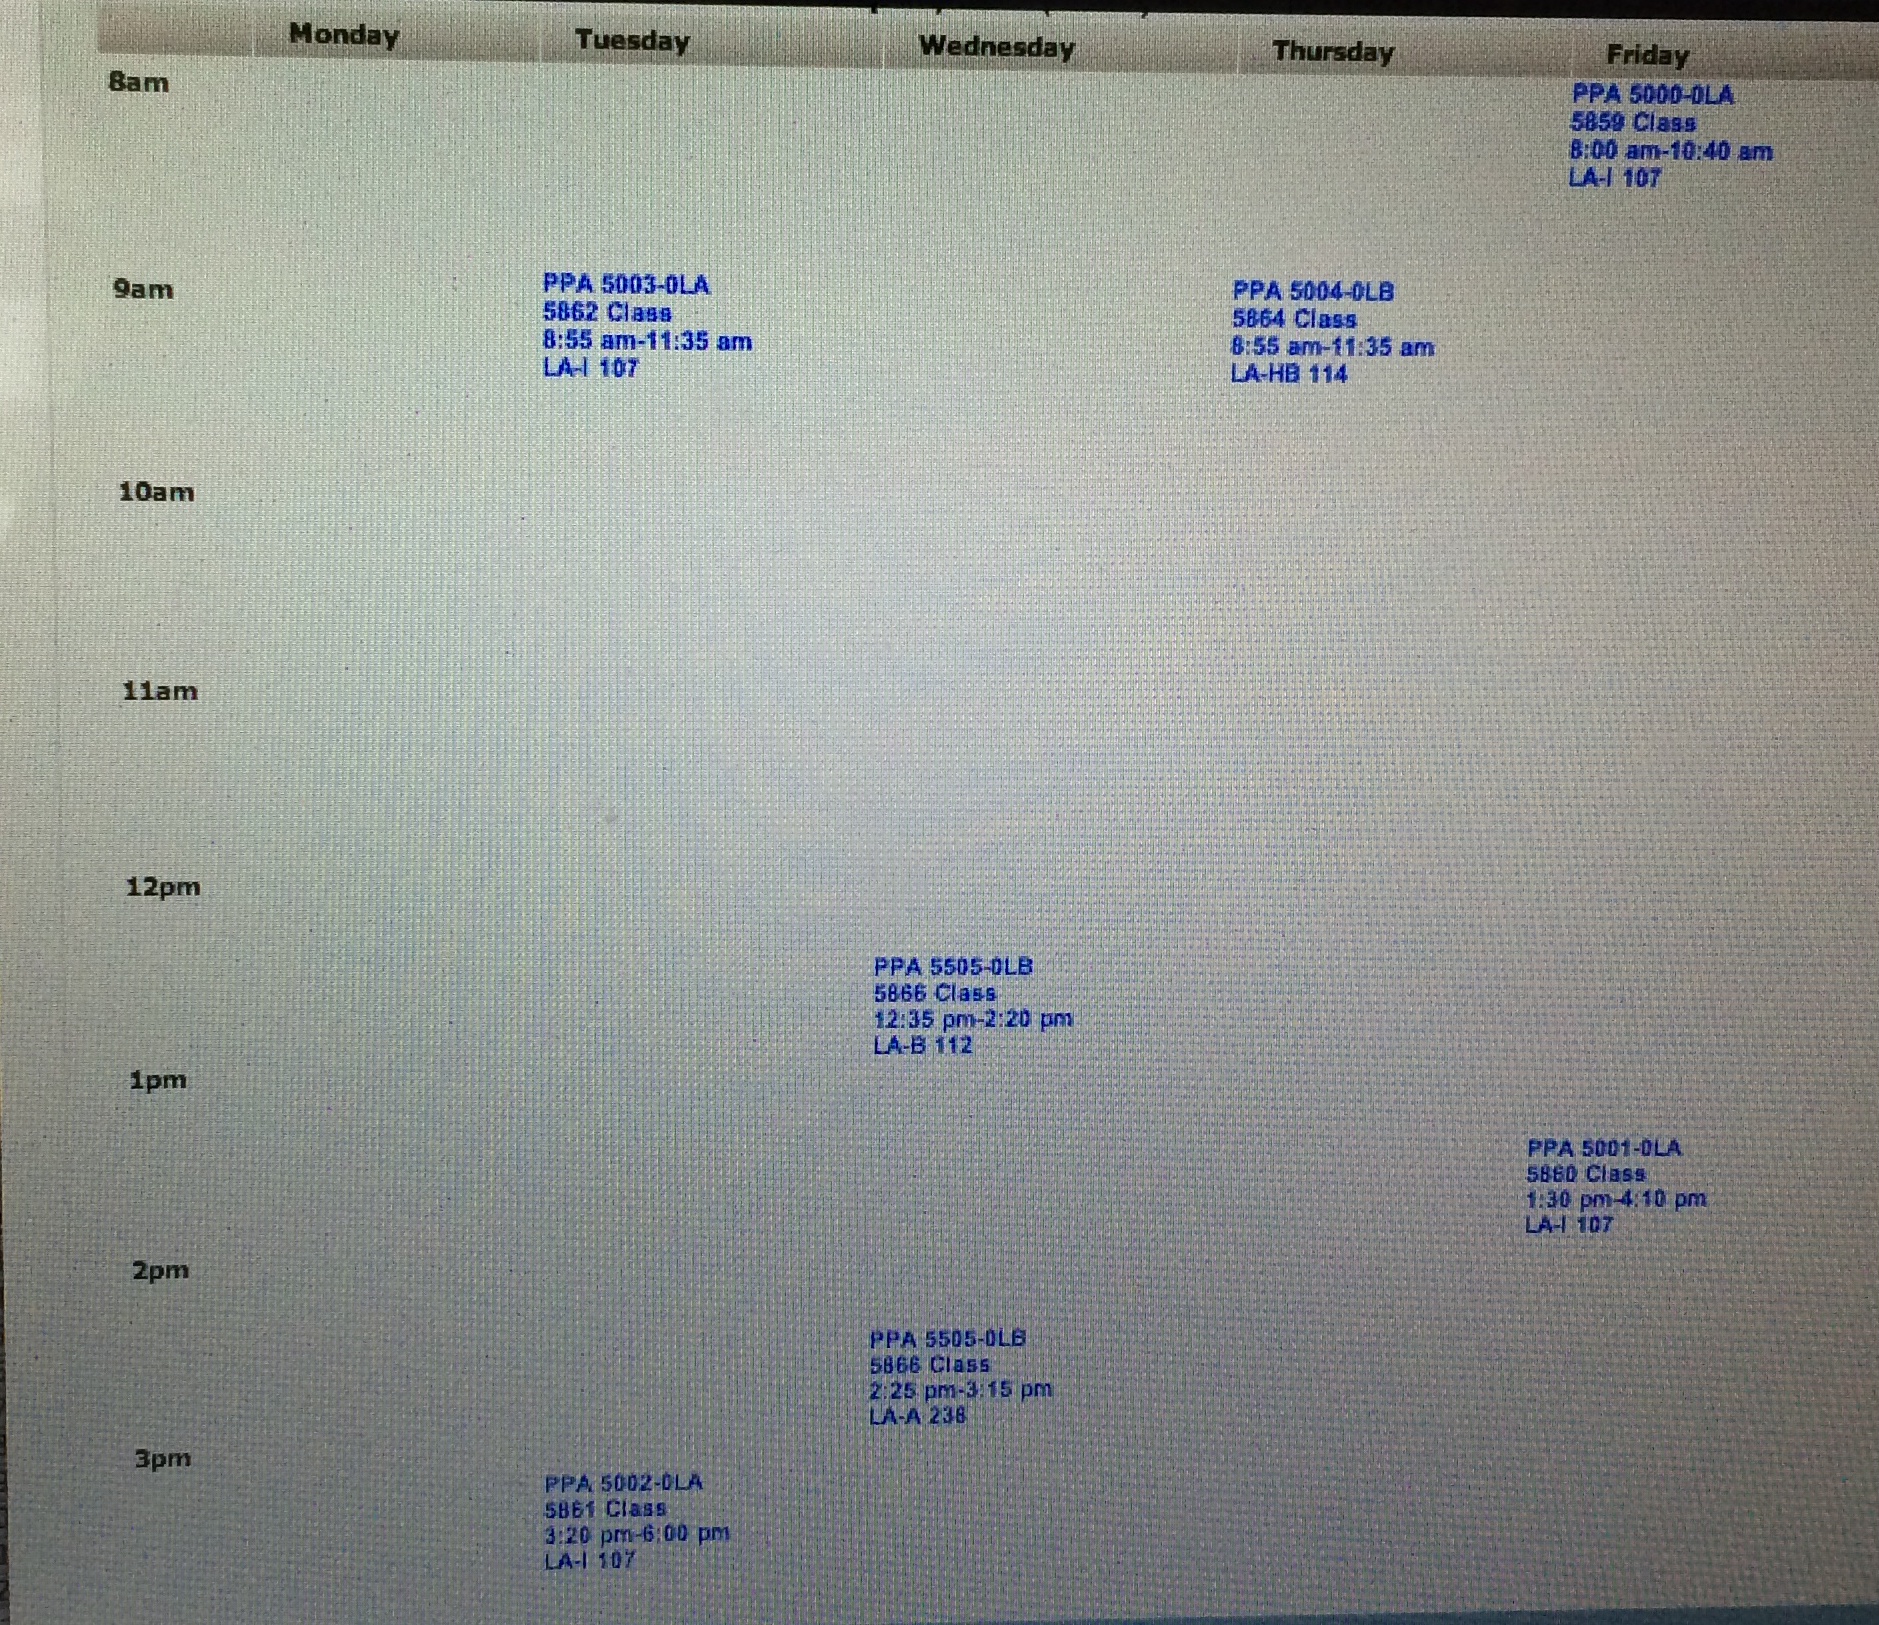 Monday Tuesday Wednesday Thursday Friday
8am
PPA 5000-0LA
5859 Class
8:00 am-10:40 am
LA-I 107
9am
PPA 5003-0LA
5862 Class
8:55 am-11:35 am
LA-I 107
PPA 5004-0LB
5864 Class
8:55 am-11:35 am
LA-HB 114
10am
11am
12pm
PPA 5505-0LB
5866 Class
12:35 pm-2:20 pm
LA-B 112
1pm
PPA 5001-0LA
5860 Class
1:30 pm-4:10 pm
LA-I 107
2pm
PPA 5505-0LB
5866 Class
2:25 pm-3:15 pm
LA-A 238
3pm
PPA 5002-0LA
5861 Class
3:20 pm-6:00 pm
LA-I 107